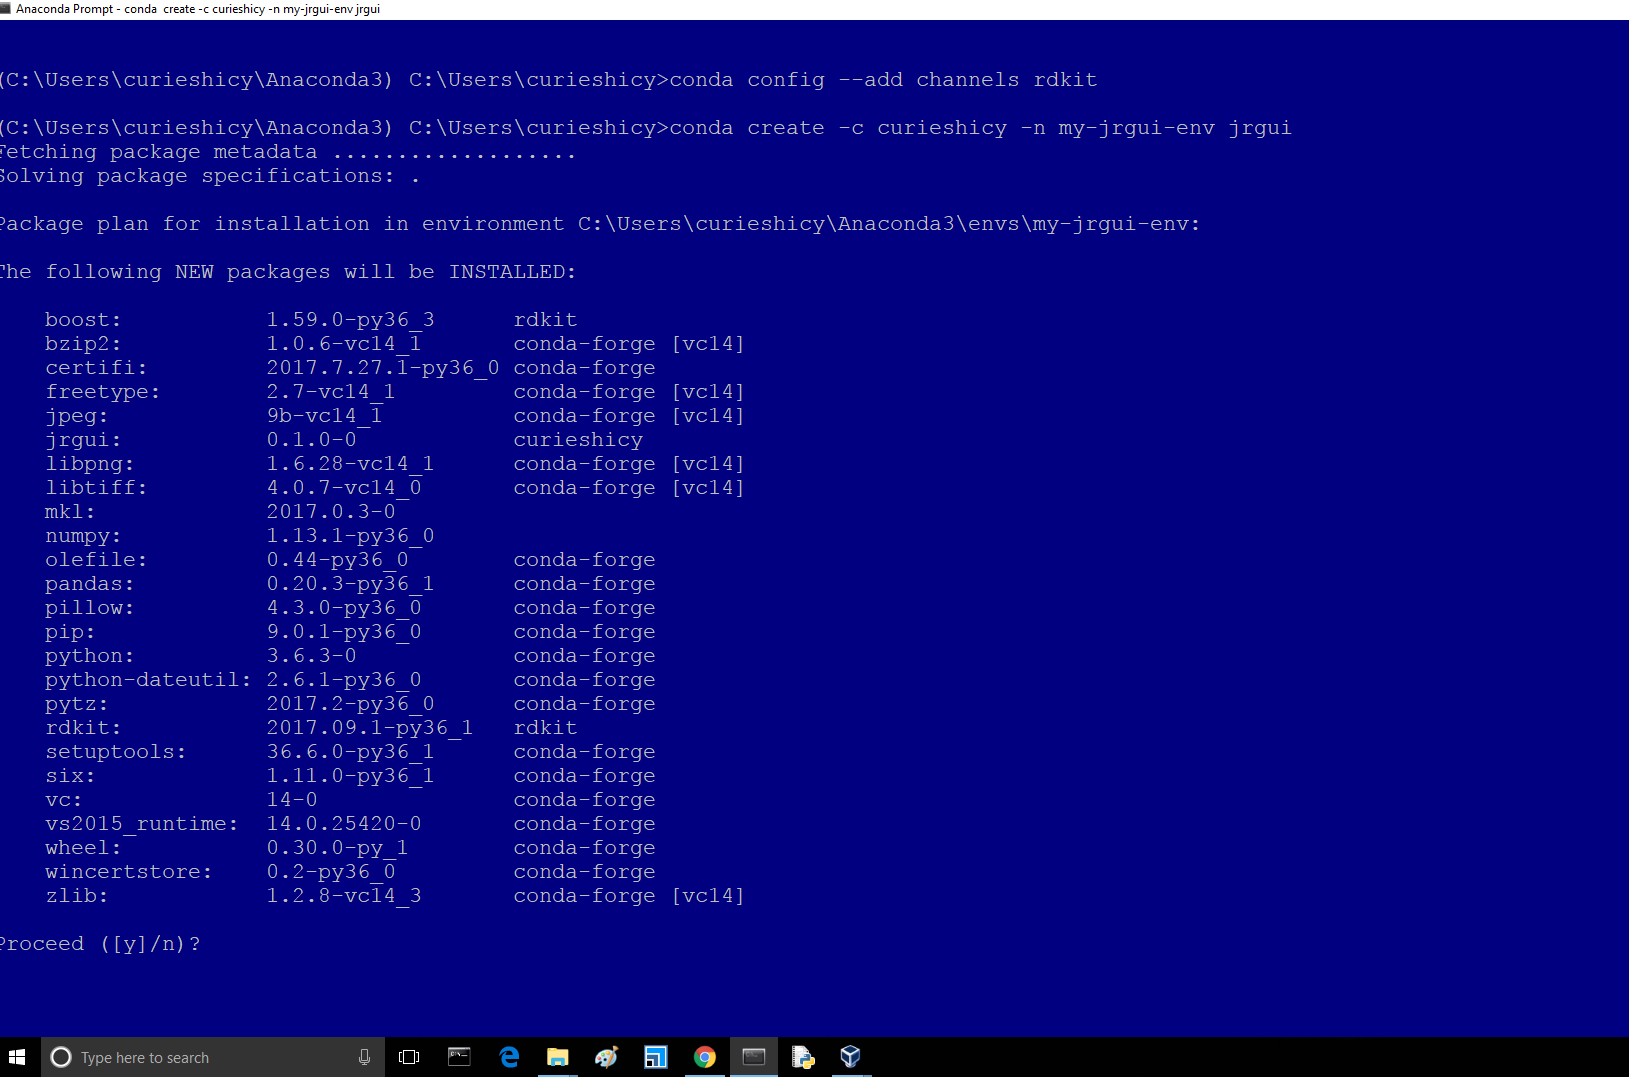 Anaconda Prompt - conda  create -c curieshicy -n my-jrgui-env jrgui
(C:\Users\curieshicy\Anaconda3) C:\Users\curieshicy>conda config --add channels rdkit
(C:\Users\curieshicy\Anaconda3) C:\Users\curieshicy>conda create -c curieshicy -n my-jrgui-env jrgui
Fetching package metadata ...................
Solving package specifications: .
Package plan for installation in environment C:\Users\curieshicy\Anaconda3\envs\my-jrgui-env:
The following NEW packages will be INSTALLED:
boost: 1.59.0-py36_3 rdkit
bzip2: 1.0.6-vc14_1 conda-forge [vc14]
certifi: 2017.7.27.1-py36_0 conda-forge
freetype: 2.7-vc14_1 conda-forge [vc14]
jpeg: 9b-vc14_1 conda-forge [vc14]
jrgui: 0.1.0-0 curieshicy
libpng: 1.6.28-vc14_1 conda-forge [vc14]
libtiff: 4.0.7-vc14_0 conda-forge [vc14]
mkl: 2017.0.3-0
numpy: 1.13.1-py36_0
olefile: 0.44-py36_0 conda-forge
pandas: 0.20.3-py36_1 conda-forge
pillow: 4.3.0-py36_0 conda-forge
pip: 9.0.1-py36_0 conda-forge
python: 3.6.3-0 conda-forge
python-dateutil: 2.6.1-py36_0 conda-forge
pytz: 2017.2-py36_0 conda-forge
rdkit: 2017.09.1-py36_1 rdkit
setuptools: 36.6.0-py36_1 conda-forge
six: 1.11.0-py36_1 conda-forge
vc: 14-0 conda-forge
vs2015_runtime: 14.0.25420-0 conda-forge
wheel: 0.30.0-py_1 conda-forge
wincertstore: 0.2-py36_0 conda-forge
zlib: 1.2.8-vc14_3 conda-forge [vc14]
Proceed ([y]/n)?
Type here to search